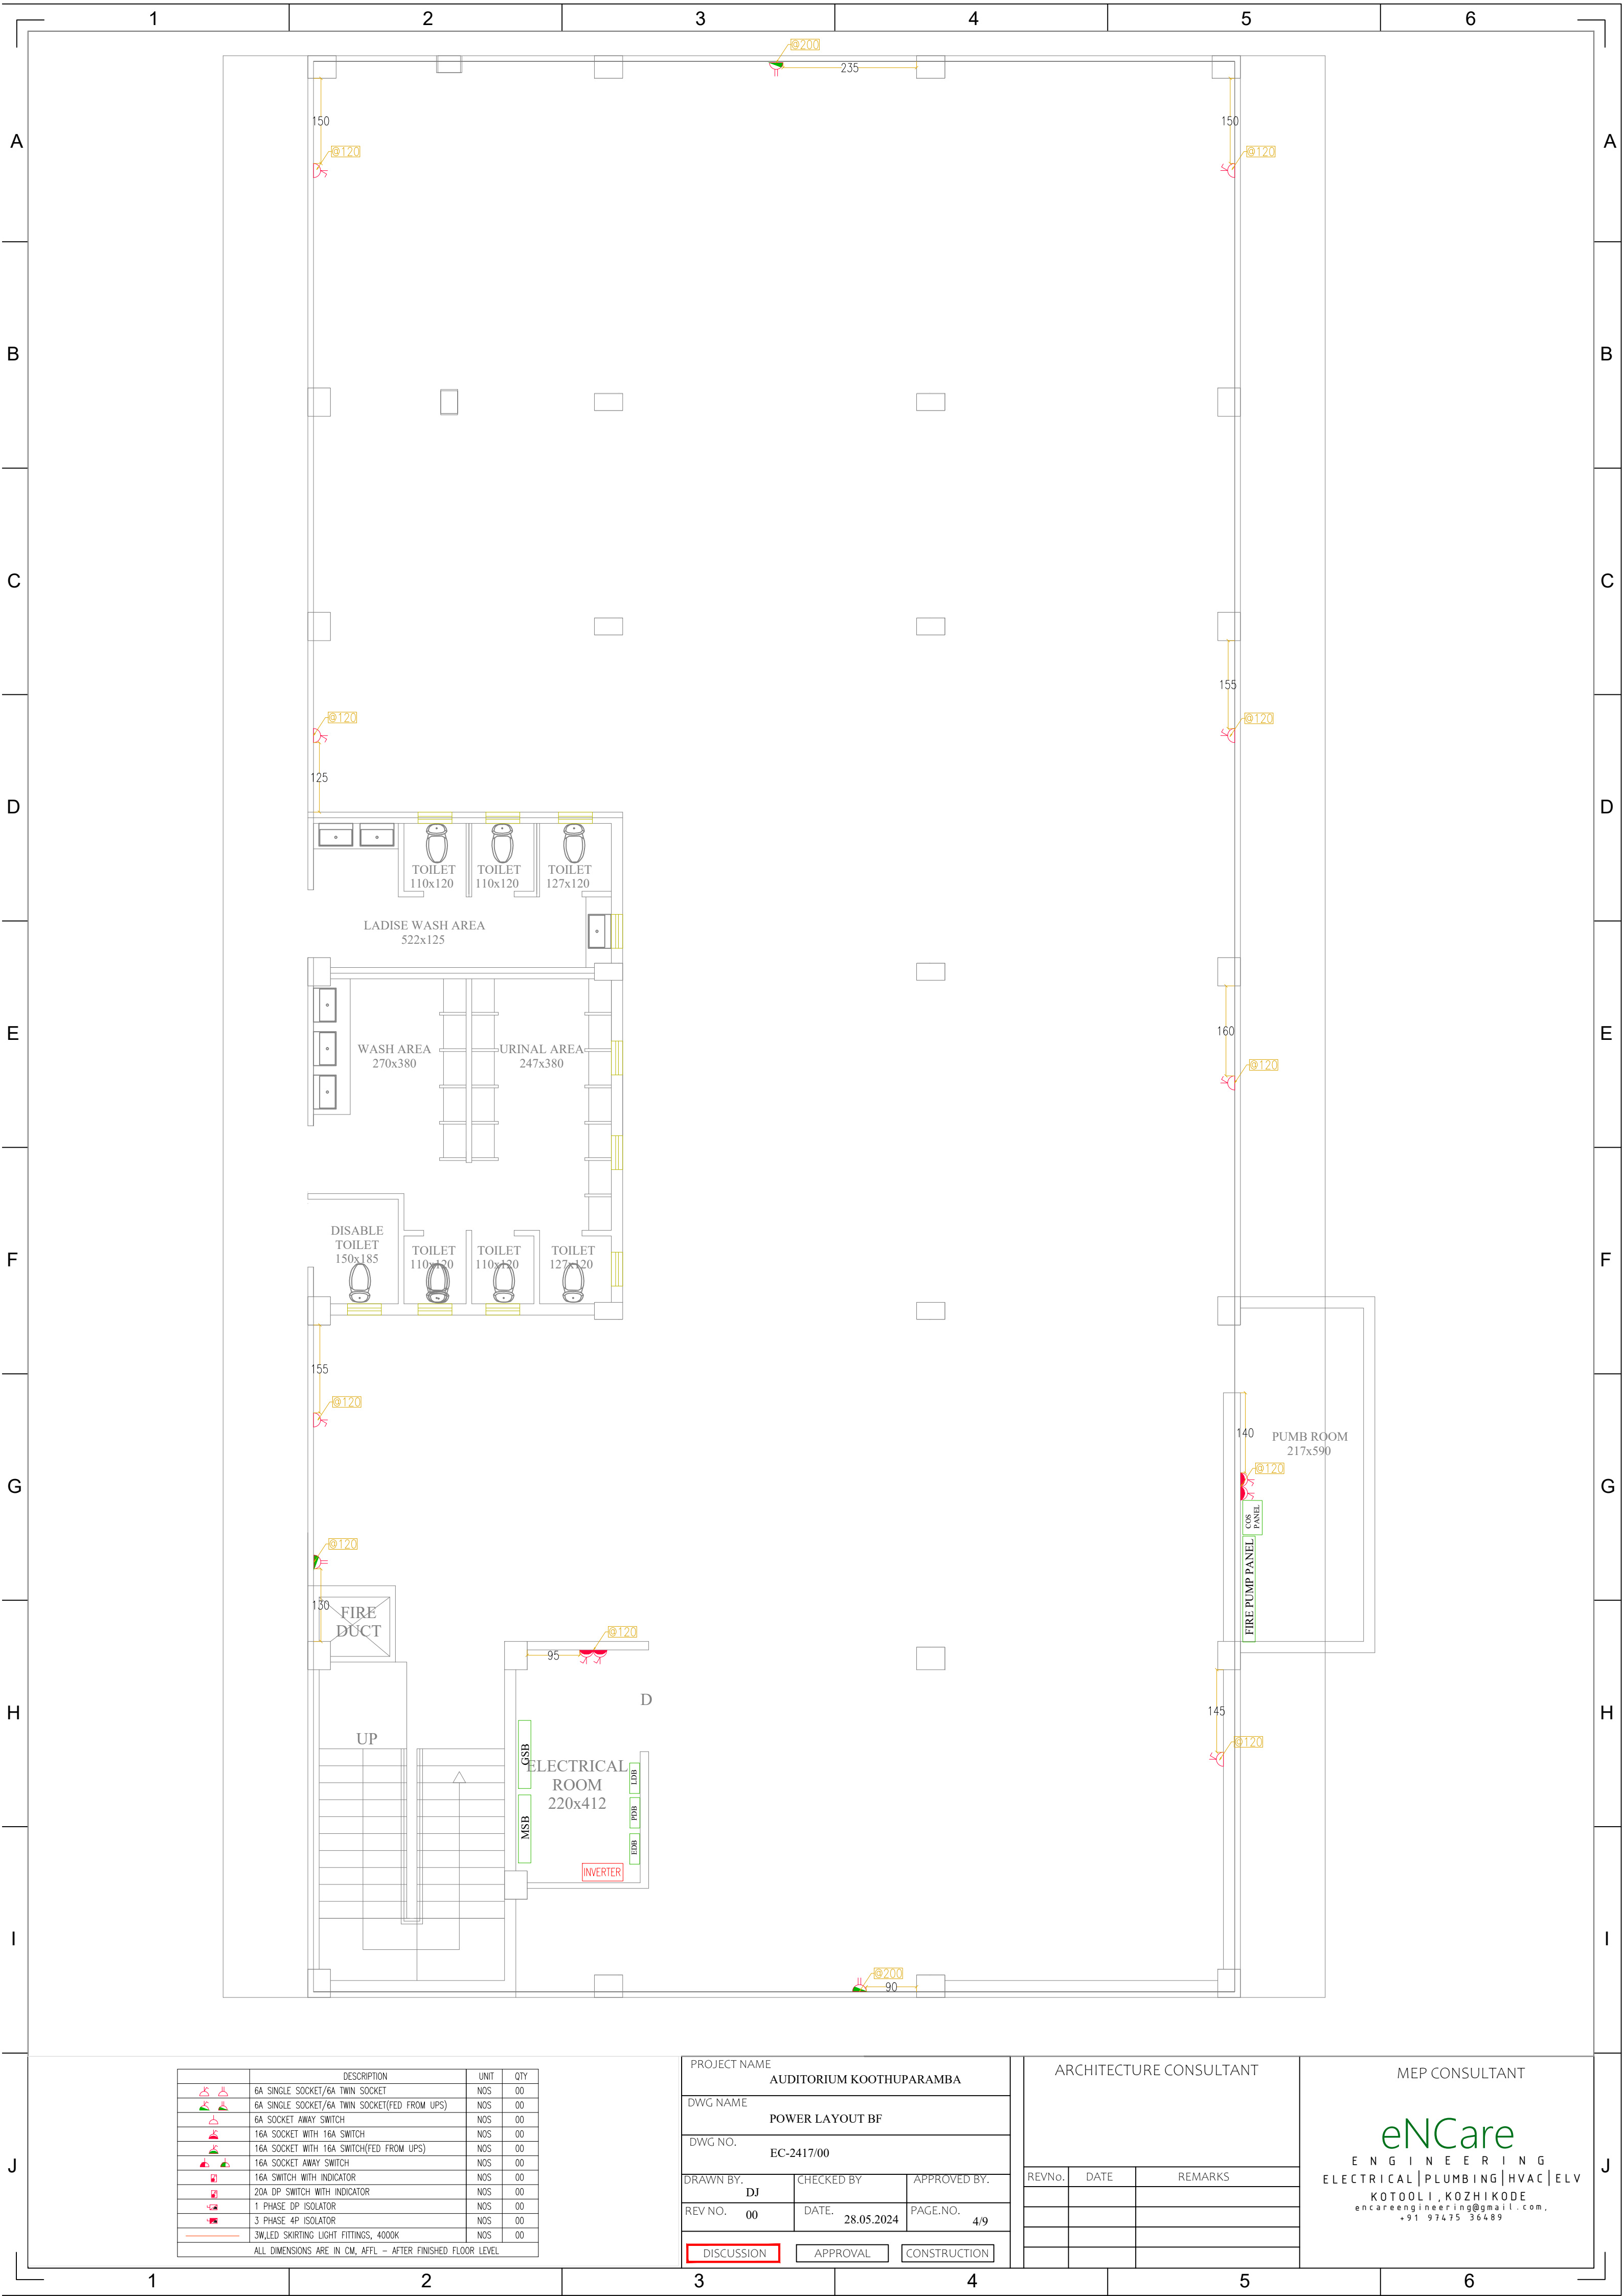 1 2 3 4 5 6
@200
235
150
150
A
A
@120
@120
B
B
C
C
155
@120
@120
125
D
D
TOILET
110x120
TOILET
110x120
TOILET
127x120
LADISE WASH AREA
522x125
E
E
160
WASH AREA
270x380
URINAL AREA
247x380
@120
DISABLE
TOILET
150x185
F
F
TOILET
110x120
TOILET
110x120
TOILET
127x120
155
@120
140
PUMB ROOM
217x590
@120
G
G
COS
PANEL
@120
FIRE PUMP PANEL
130
FIRE
DUCT
@120
95
D
H
H
145
UP
@120
GSB
ELECTRICAL
ROOM
220x412
LDB
PDB
MSB
EDB
INVERTER
I
I
@200
90
DESCRIPTION UNIT QTY
6A SINGLE SOCKET/6A TWIN SOCKET NOS 00
6A SINGLE SOCKET/6A TWIN SOCKET(FED FROM UPS) NOS 00
6A SOCKET AWAY SWITCH NOS 00
16A SOCKET WITH 16A SWITCH NOS 00
16A SOCKET WITH 16A SWITCH(FED FROM UPS) NOS 00
16A SOCKET AWAY SWITCH NOS 00
16A SWITCH WITH INDICATOR NOS 00
20A DP SWITCH WITH INDICATOR NOS 00
1 PHASE DP ISOLATOR NOS 00
3 PHASE 4P ISOLATOR NOS 00
3W,LED SKIRTING LIGHT FITTINGS, 4000K NOS 00
ALL DIMENSIONS ARE IN CM, AFFL – AFTER FINISHED FLOOR LEVEL
PROJECT NAME
AUDITORIUM KOOTHUPARAMBA
DWG NAME
POWER LAYOUT BF
DWG NO.
EC-2417/00
DRAWN BY. CHECKED BY APPROVED BY.
DJ
REV NO. 00 DATE. 28.05.2024 PAGE.NO. 4/9
DISCUSSION APPROVAL CONSTRUCTION
ARCHITECTURE CONSULTANT
REVNo. DATE REMARKS
MEP CONSULTANT
eNCare
ENGINEERING
ELECTRICAL|PLUMBING|HVAC|ELV
KOTOOLI,KOZHIKODE
encareengineering@gmail.com,
+91 97475 36489
J
J
1 2 3 4 5 6